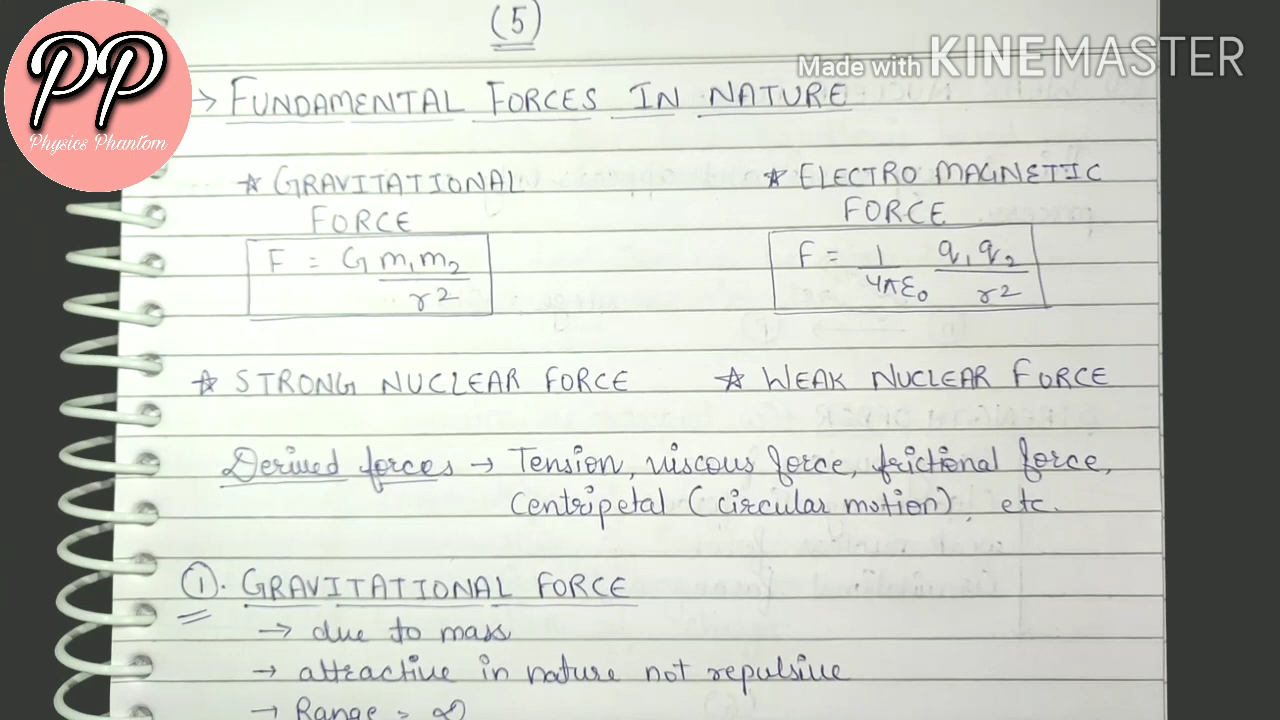 (5)
Made with KINEMASTER
PP
Physics Phantom
→ FUNDAMENTAL FORCES IN NATURE
☆ GRAVITATIONAL FORCE
F = G m₁m₂ / r²
☆ ELECTRO MAGNETIC FORCE
F = 1/4πε₀ q₁q₂/r²
☆ STRONG NUCLEAR FORCE ☆ WEAK NUCLEAR FORCE
Derived forces → Tension, viscous force, frictional force,
Centripetal (circular motion), etc.
①. GRAVITATIONAL FORCE
→ due to mass
→ attractive in nature not repulsive
→ Range = ∞